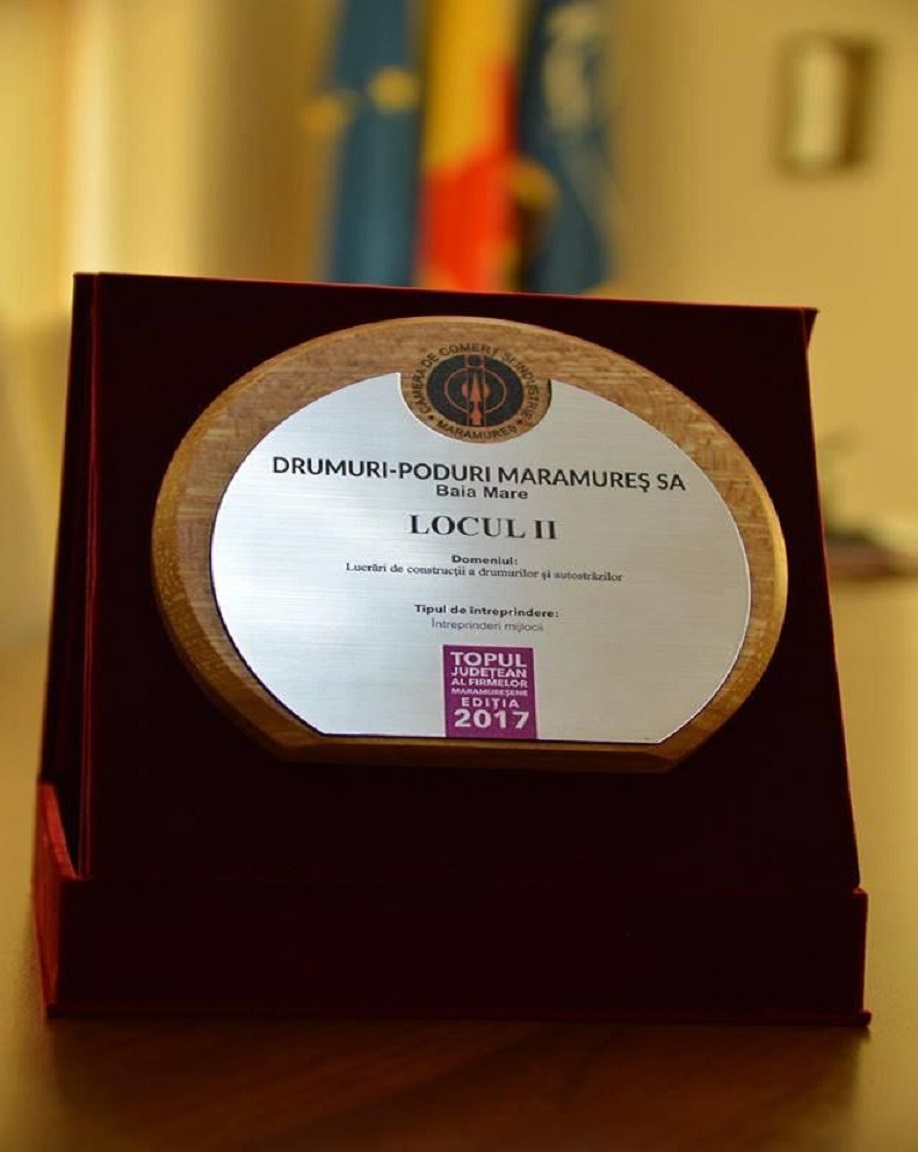 CAMERA DE COMERȚ ȘI INDUSTRIE
• MARAMUREȘ •
DRUMURI-PODURI MARAMUREŞ SA
Baia Mare
LOCUL II
Domeniul:
Lucrări de construcții a drumurilor și autostrăzilor
Tipul de întreprindere:
Întreprinderi mijlocii
TOPUL
JUDEȚEAN
AL FIRMELOR
MARAMUREȘENE
EDIȚIA
2017